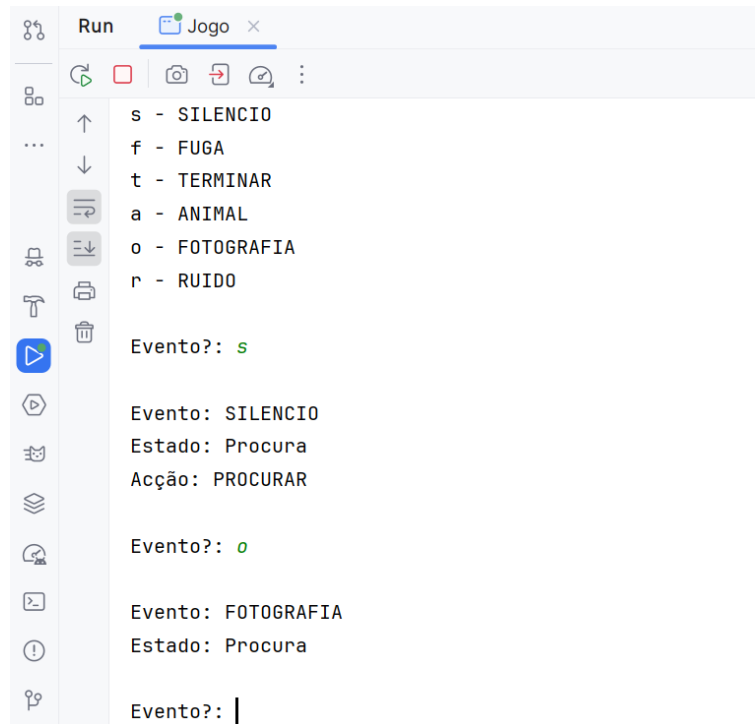 Run Jogo
s - SILENCIO
f - FUGA
t - TERMINAR
a - ANIMAL
o - FOTOGRAFIA
r - RUIDO
Evento?: s
Evento: SILENCIO
Estado: Procura
Acção: PROCURAR
Evento?: o
Evento: FOTOGRAFIA
Estado: Procura
Evento?: